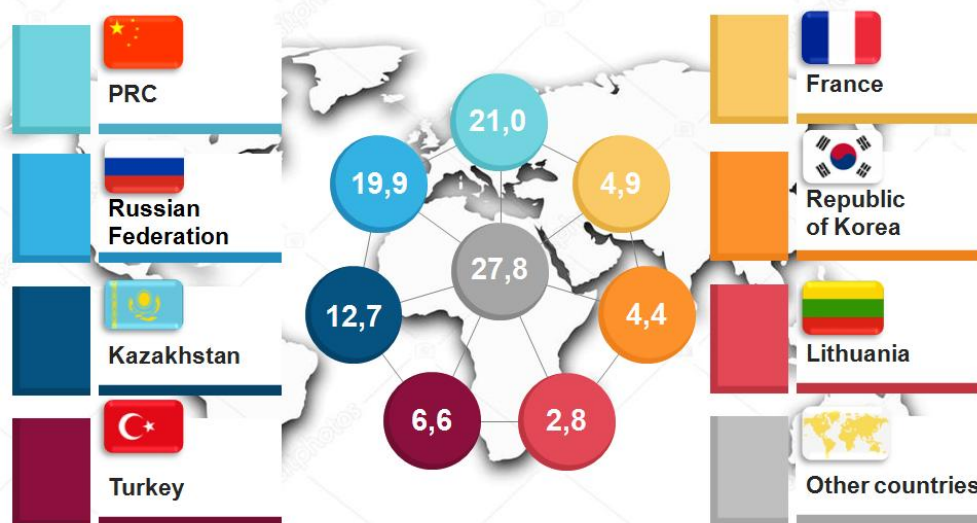 PRC
Russian
Federation
Kazakhstan
Turkey
21,0
19,9
4,9
27,8
12,7
4,4
6,6
2,8
France
Republic
of Korea
Lithuania
Other countries